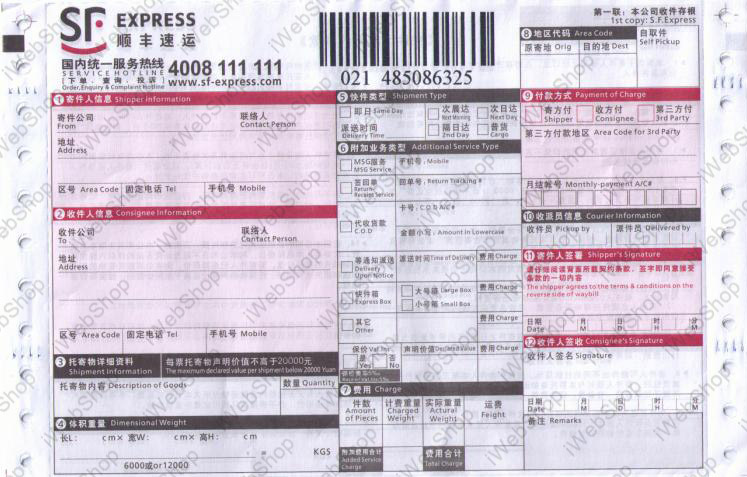 SF EXPRESS
顺丰速运
国内统一服务热线 4008 111 111
SERVICE HOTLINE
[下单、查询、投诉] www.sf-express.com
Order,Enquiry & Complaint Hotline
021 485086325
第一联：本公司收件存根
1st copy: S.F.Express
8 地区代码 Area Code
自取件
Self Pickup
原寄地 Orig 目的地 Dest
1 寄件人信息 Shipper information
寄件公司
From
联络人
Contact Person
地址
Address
区号 Area Code 固定电话 Tel 手机号 Mobile
2 收件人信息 Consignee Information
收件公司
To
联络人
Contact Person
地址
Address
区号 Area Code 固定电话 Tel 手机号 Mobile
3 托寄物详细资料
Shipment Information
每票托寄物声明价值不高于20000元
The maximum declared value per shipment below 20000 Yuan
托寄物内容 Description of Goods 数量 Quantity
4 体积重量 Dimensional Weight
长L: cm× 宽W: cm× 高H: cm
= KGS
6000或or12000
5 快件类型 Shipment Type
即日 Same Day
次晨达
Next Morning
次日达
Next Day
派送时间
Delivery Time
隔日达
2nd Day
普货
Cargo
6 附加业务类型 Additional Service Type
MSG服务
MSG Service
手机号, Mobile
签回单
Return-
Receipt Service
回单号, Return Tracking #
代收货款
C.O.D
卡号, C.O.D A/C#
金额小写, Amount in Lowercase
等通知派送
Delivery
Upon Notice
派送时间Time of Delivery 费用 Charge
快件箱
Express Box
大号箱 Large Box
小号箱 Small Box
费用 Charge
其它
Other
费用 Charge
保价
是
Yes
否
No
声明价值Declared Value 费用 Charge
7 费用 Charge
件数
Amount
of Pieces
计费重量
Charged
Weight
实际重量
Actural
Weight
运费
Feight
附加费用合计
Added Service
Charge
费用合计
Total Charge
9 付款方式 Payment of Charge
寄方付
Shipper
收方付
Consignee
第三方付
3rd Party
第三方付款地区 Area Code for 3rd Party
月结帐号 Monthly-payment A/C#
10 收派员信息 Courier Information
收件员 Pickup by 派件员 Delivered by
11 寄件人签署 Shipper's Signature
请仔细阅读背面所载契约条款，签字即同意接受
条款的一切内容
The shipper agrees to the terms & conditions on the
reverse side of waybill
日期 月 日 时 分
Date M D H M
12 收件人签收 Consignee's Signature
收件人签名 Signature
日期 月 日 时 分
Date M D H M
备注 Remarks
iWebShop